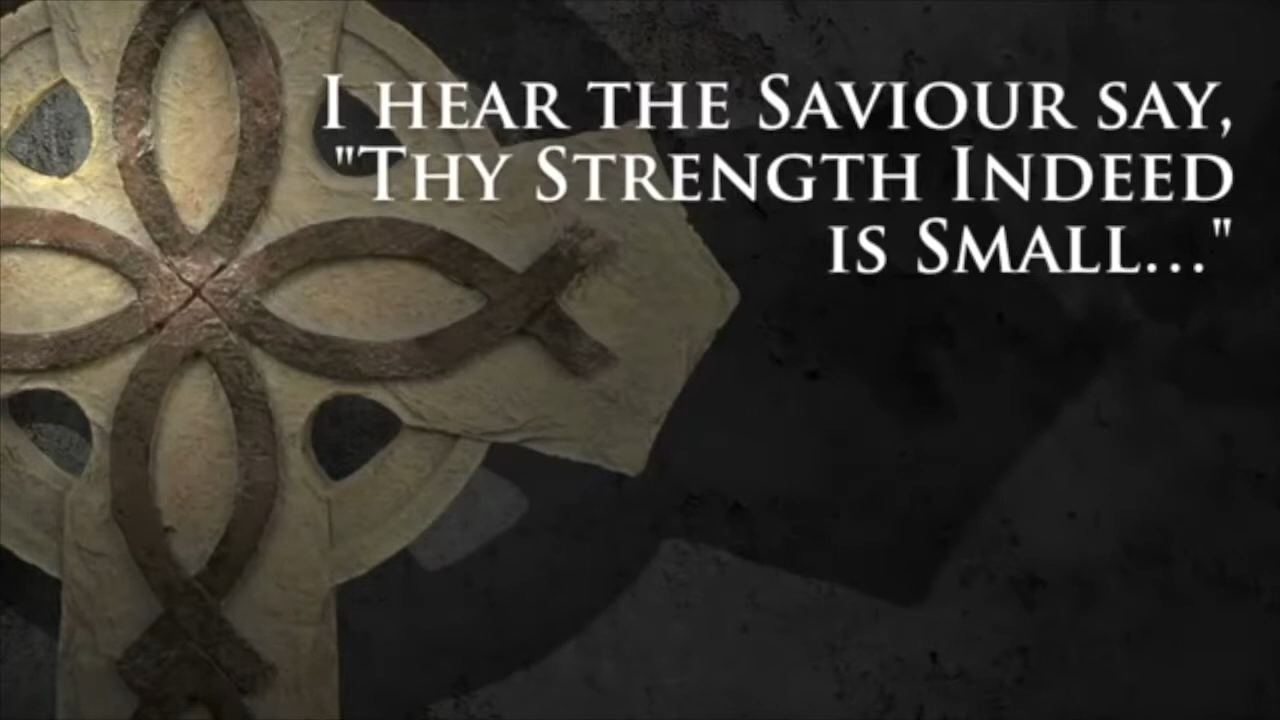 I HEAR THE SAVIOUR SAY,
"THY STRENGTH INDEED
IS SMALL..."